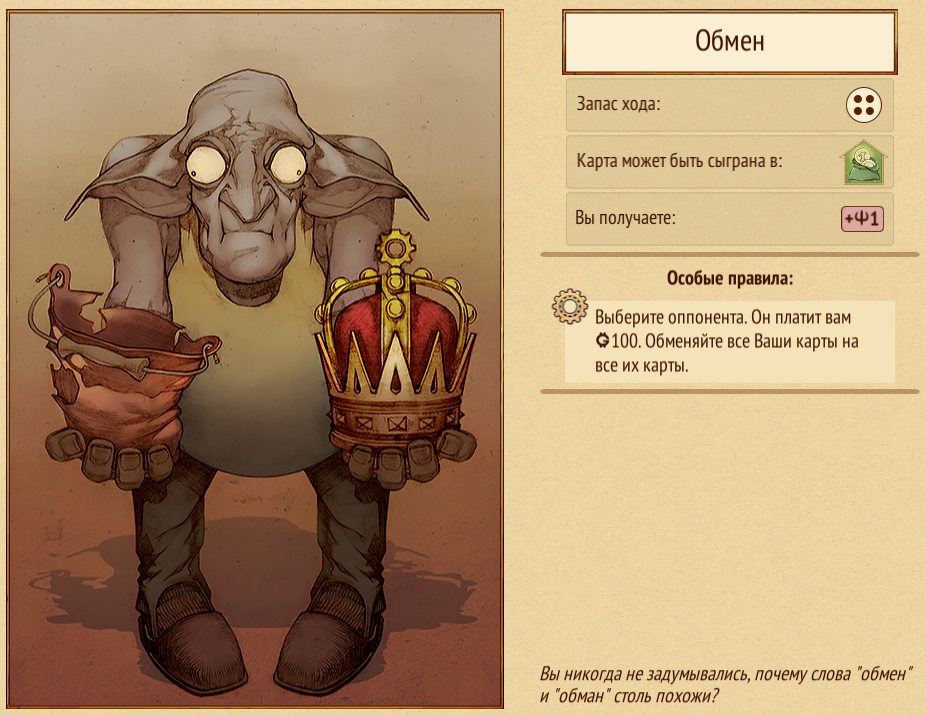 Обмен
Запас хода:
Карта может быть сыграна в:
Вы получаете:
+Ψ1
Особые правила:
Выберите оппонента. Он платит вам
100. Обменяйте все Ваши карты на
все их карты.
Вы никогда не задумывались, почему слова "обмен"
и "обман" столь похожи?